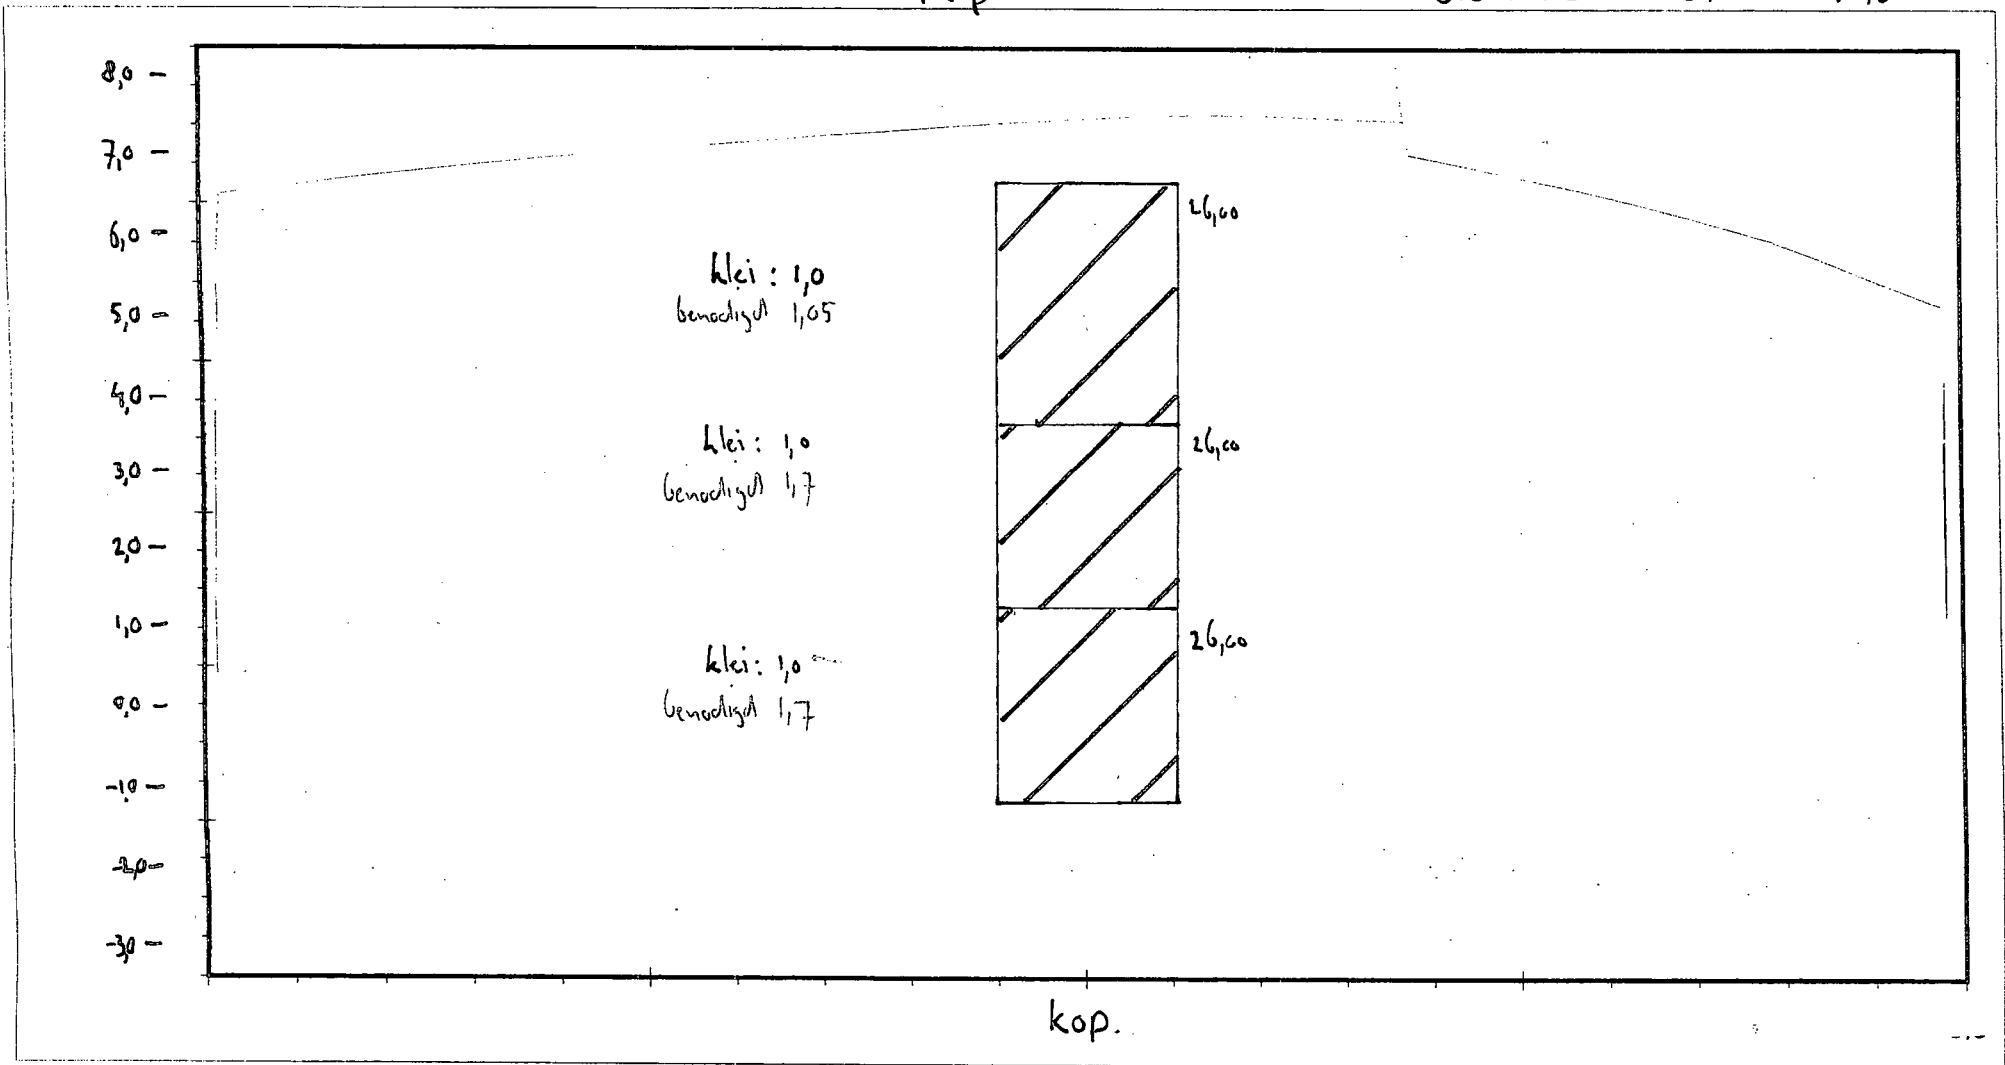 8,0 –
7,0 –
6,0 –
5,0 –
4,0 –
3,0 –
2,0 –
1,0 –
0,0 –
-1,0 –
-2,0 –
-3,0 –
klei : 1,0
benodigd 1,05
klei : 1,0
benodigd 1,7
klei : 1,0
benodigd 1,7
26,00
26,00
26,00
kop.